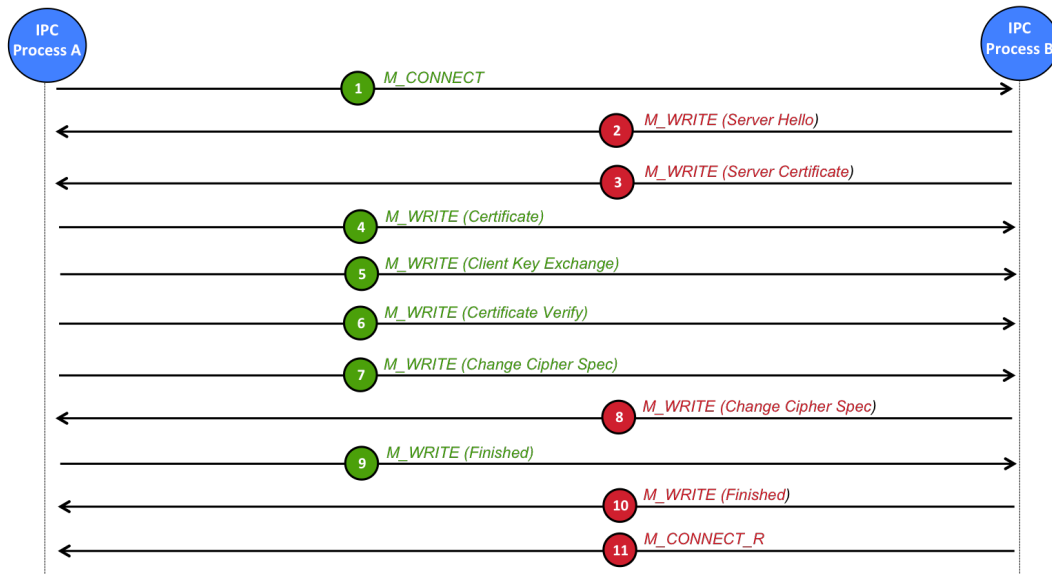 IPC
Process A
IPC
Process B
1 M_CONNECT
2 M_WRITE (Server Hello)
3 M_WRITE (Server Certificate)
4 M_WRITE (Certificate)
5 M_WRITE (Client Key Exchange)
6 M_WRITE (Certificate Verify)
7 M_WRITE (Change Cipher Spec)
8 M_WRITE (Change Cipher Spec)
9 M_WRITE (Finished)
10 M_WRITE (Finished)
11 M_CONNECT_R